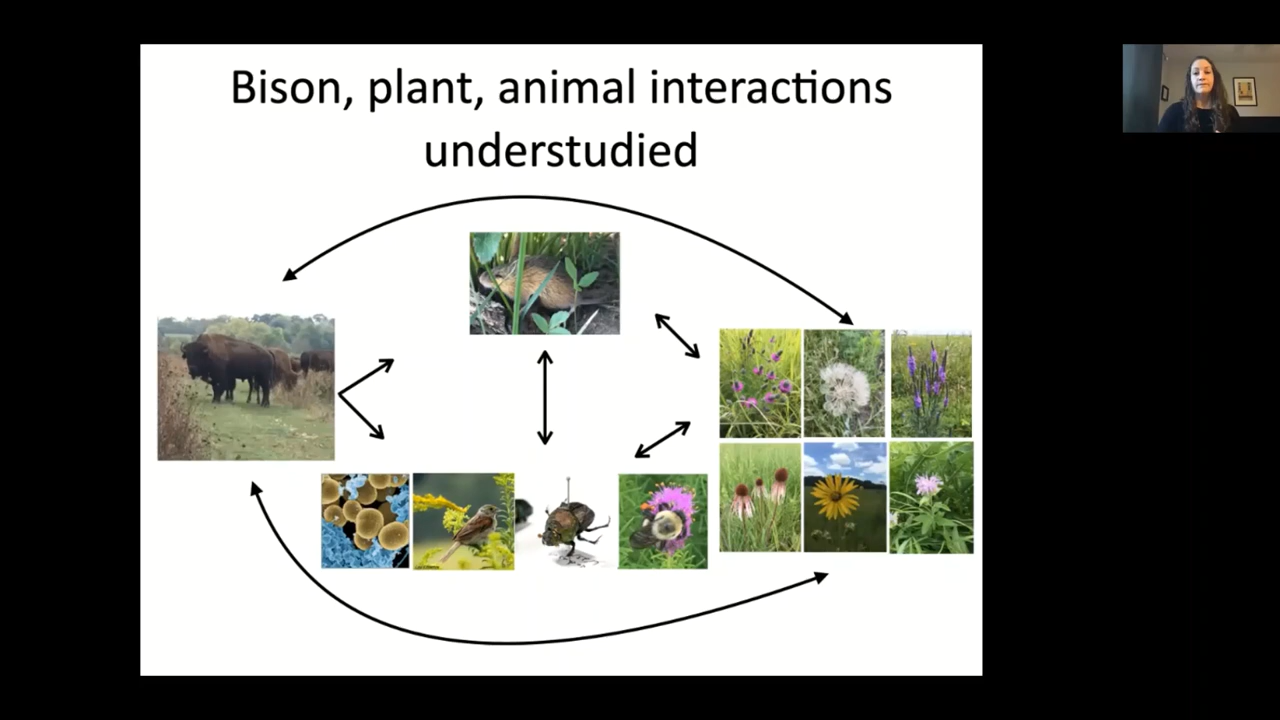 Bison, plant, animal interactions
understudied